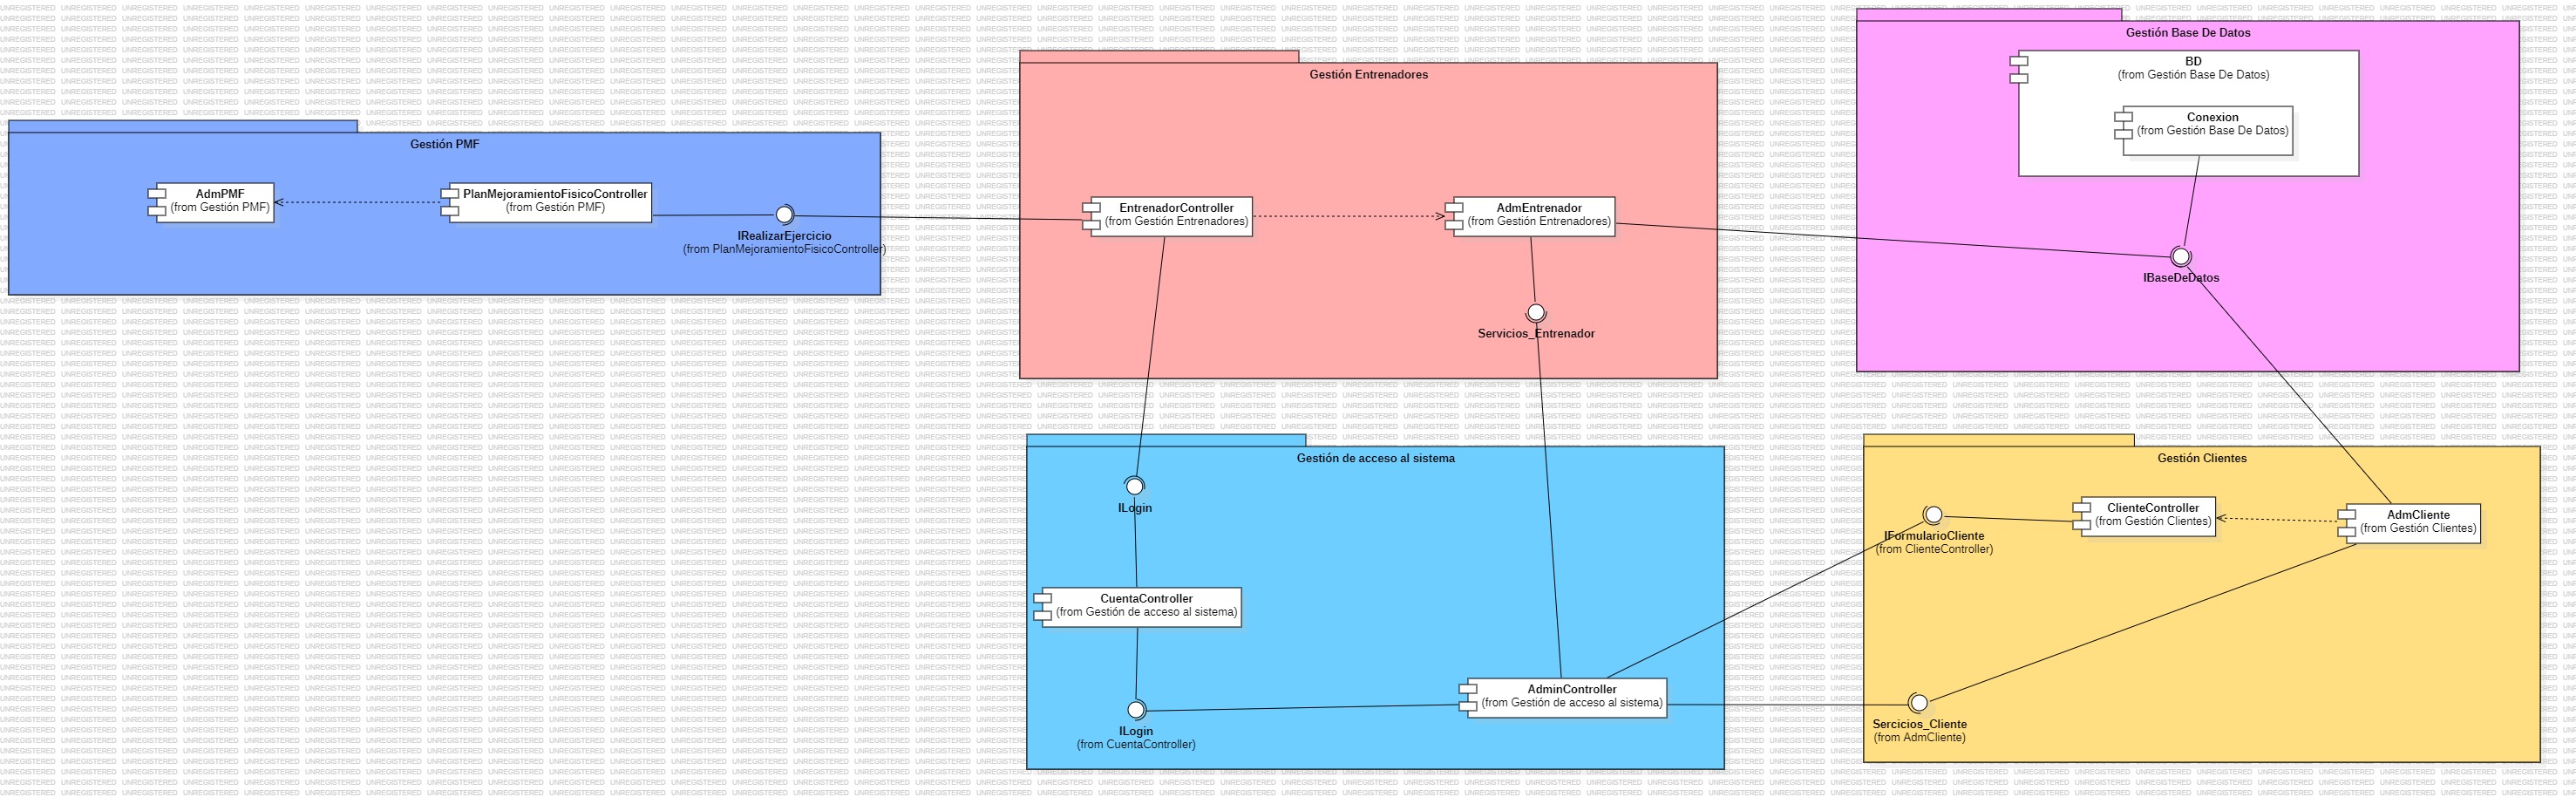 Gestión PMF
AdmPMF
(from Gestión PMF)
PlanMejoramientoFisicoController
(from Gestión PMF)
IRealizarEjercicio
(from PlanMejoramientoFisicoController)
Gestión Entrenadores
EntrenadorController
(from Gestión Entrenadores)
AdmEntrenador
(from Gestión Entrenadores)
Servicios_Entrenador
Gestión Base De Datos
BD
(from Gestión Base De Datos)
Conexion
(from Gestión Base De Datos)
IBaseDeDatos
Gestión de acceso al sistema
ILogin
CuentaController
(from Gestión de acceso al sistema)
ILogin
(from CuentaController)
AdminController
(from Gestión de acceso al sistema)
Gestión Clientes
IFormularioCliente
(from ClienteController)
ClienteController
(from Gestión Clientes)
AdmCliente
(from Gestión Clientes)
Sercicios_Cliente
(from AdmCliente)
UNREGISTERED